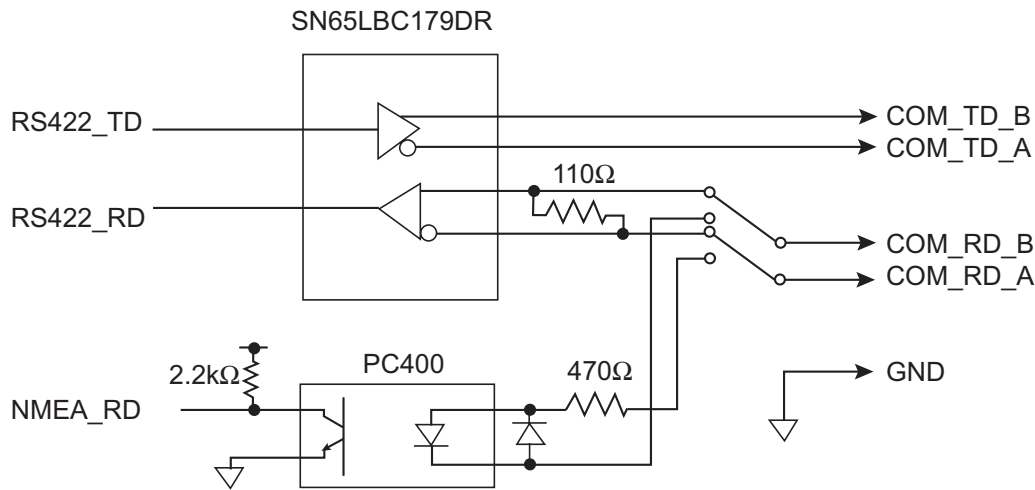 SN65LBC179DR
RS422_TD
COM_TD_B
COM_TD_A
110Ω
RS422_RD
COM_RD_B
COM_RD_A
PC400
2.2kΩ
470Ω
GND
NMEA_RD